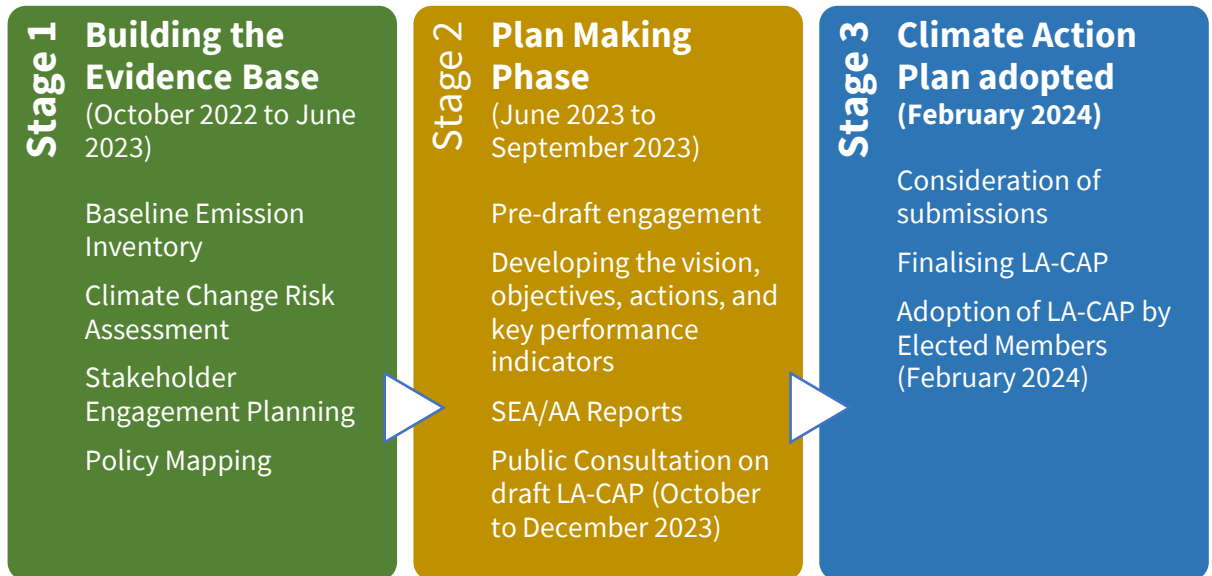 Stage 1
Building the
Evidence Base
(October 2022 to June
2023)
Baseline Emission
Inventory
Climate Change Risk
Assessment
Stakeholder
Engagement Planning
Policy Mapping
Stage 2
Plan Making
Phase
(June 2023 to
September 2023)
Pre-draft engagement
Developing the vision,
objectives, actions, and
key performance
indicators
SEA/AA Reports
Public Consultation on
draft LA-CAP (October
to December 2023)
Stage 3
Climate Action
Plan adopted
(February 2024)
Consideration of
submissions
Finalising LA-CAP
Adoption of LA-CAP by
Elected Members
(February 2024)